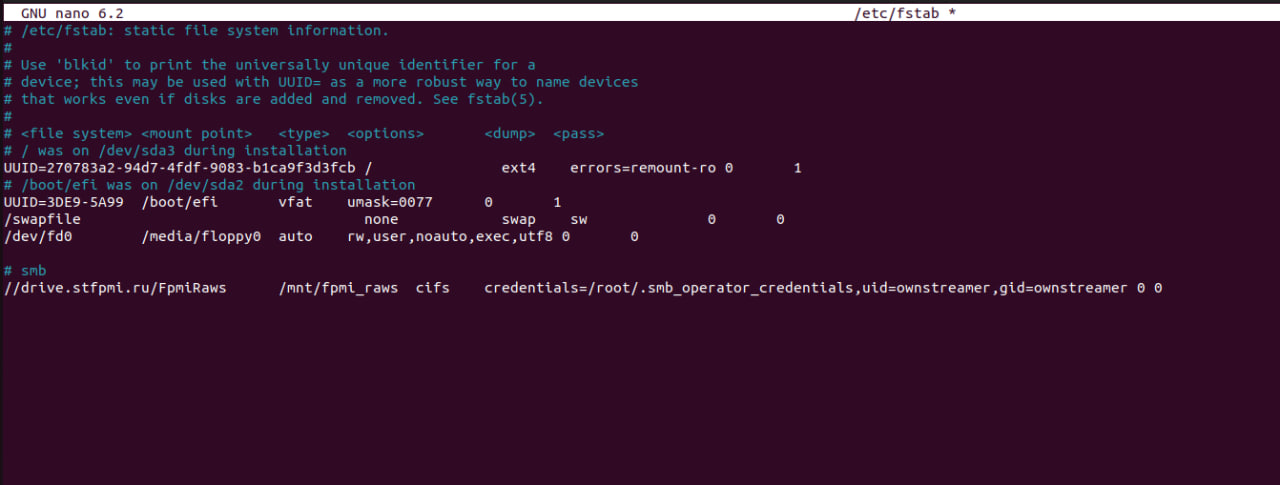 GNU nano 6.2 /etc/fstab *
# /etc/fstab: static file system information.
#
# Use 'blkid' to print the universally unique identifier for a
# device; this may be used with UUID= as a more robust way to name devices
# that works even if disks are added and removed. See fstab(5).
#
# <file system> <mount point>   <type>  <options>       <dump>  <pass>
# / was on /dev/sda3 during installation
UUID=270783a2-94d7-4fdf-9083-b1ca9f3d3fcb /               ext4    errors=remount-ro 0       1
# /boot/efi was on /dev/sda2 during installation
UUID=3DE9-5A99  /boot/efi       vfat    umask=0077      0       1
/swapfile                                 none            swap    sw              0       0
/dev/fd0        /media/floppy0  auto    rw,user,noauto,exec,utf8 0       0
# smb
//drive.stfpmi.ru/FpmiRaws      /mnt/fpmi_raws  cifs    credentials=/root/.smb_operator_credentials,uid=ownstreamer,gid=ownstreamer 0 0